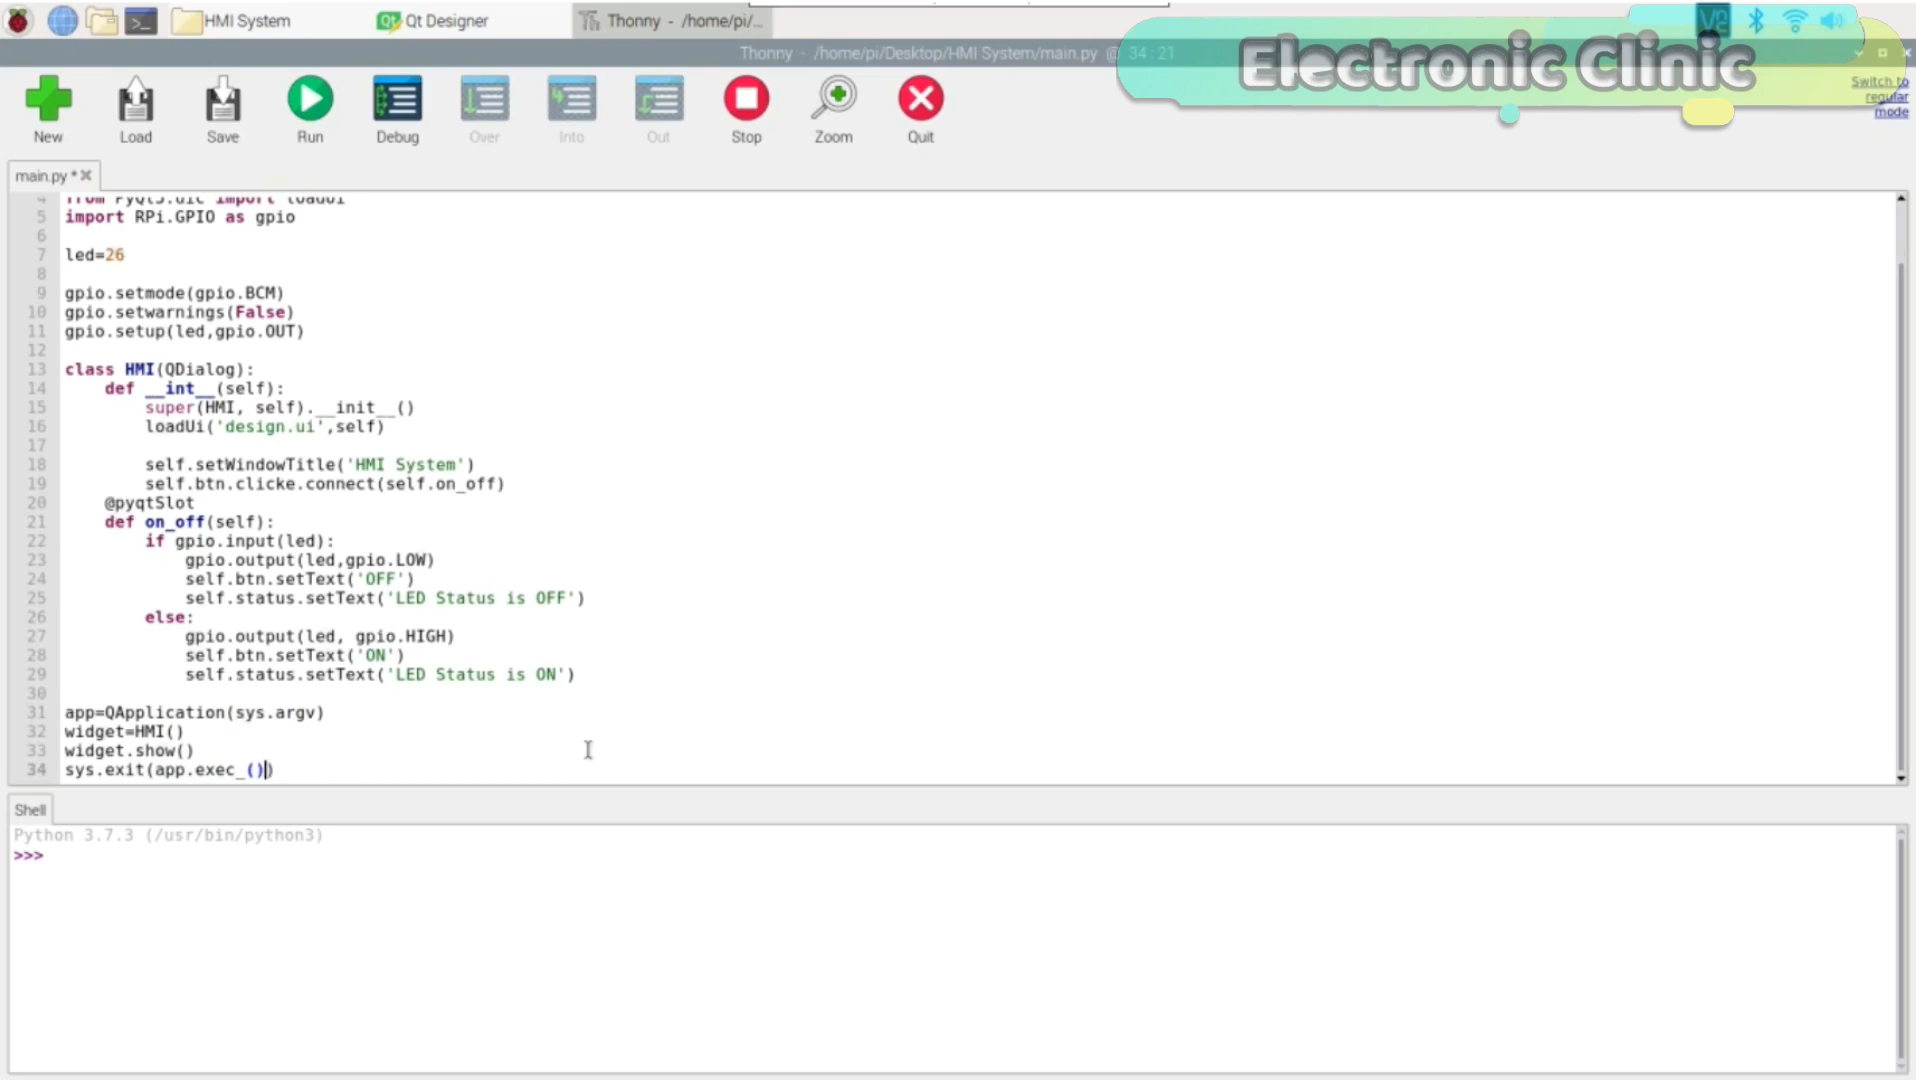 HMI System
Qt Designer
Thonny - /home/pi/...
Thonny - /home/pi/Desktop/HMI System/main.py @ 34 : 21
Electronic Clinic
Switch to
regular
mode
New
Load
Save
Run
Debug
Over
Into
Out
Stop
Zoom
Quit
main.py *
4 from PyQt5.uic import loadUi
5 import RPi.GPIO as gpio
6
7 led=26
8
9 gpio.setmode(gpio.BCM)
10 gpio.setwarnings(False)
11 gpio.setup(led,gpio.OUT)
12
13 class HMI(QDialog):
14     def __int__(self):
15         super(HMI, self).__init__()
16         loadUi('design.ui',self)
17
18         self.setWindowTitle('HMI System')
19         self.btn.clicke.connect(self.on_off)
20     @pyqtSlot
21     def on_off(self):
22         if gpio.input(led):
23             gpio.output(led,gpio.LOW)
24             self.btn.setText('OFF')
25             self.status.setText('LED Status is OFF')
26         else:
27             gpio.output(led, gpio.HIGH)
28             self.btn.setText('ON')
29             self.status.setText('LED Status is ON')
30
31 app=QApplication(sys.argv)
32 widget=HMI()
33 widget.show()
34 sys.exit(app.exec_())
Shell
Python 3.7.3 (/usr/bin/python3)
>>>